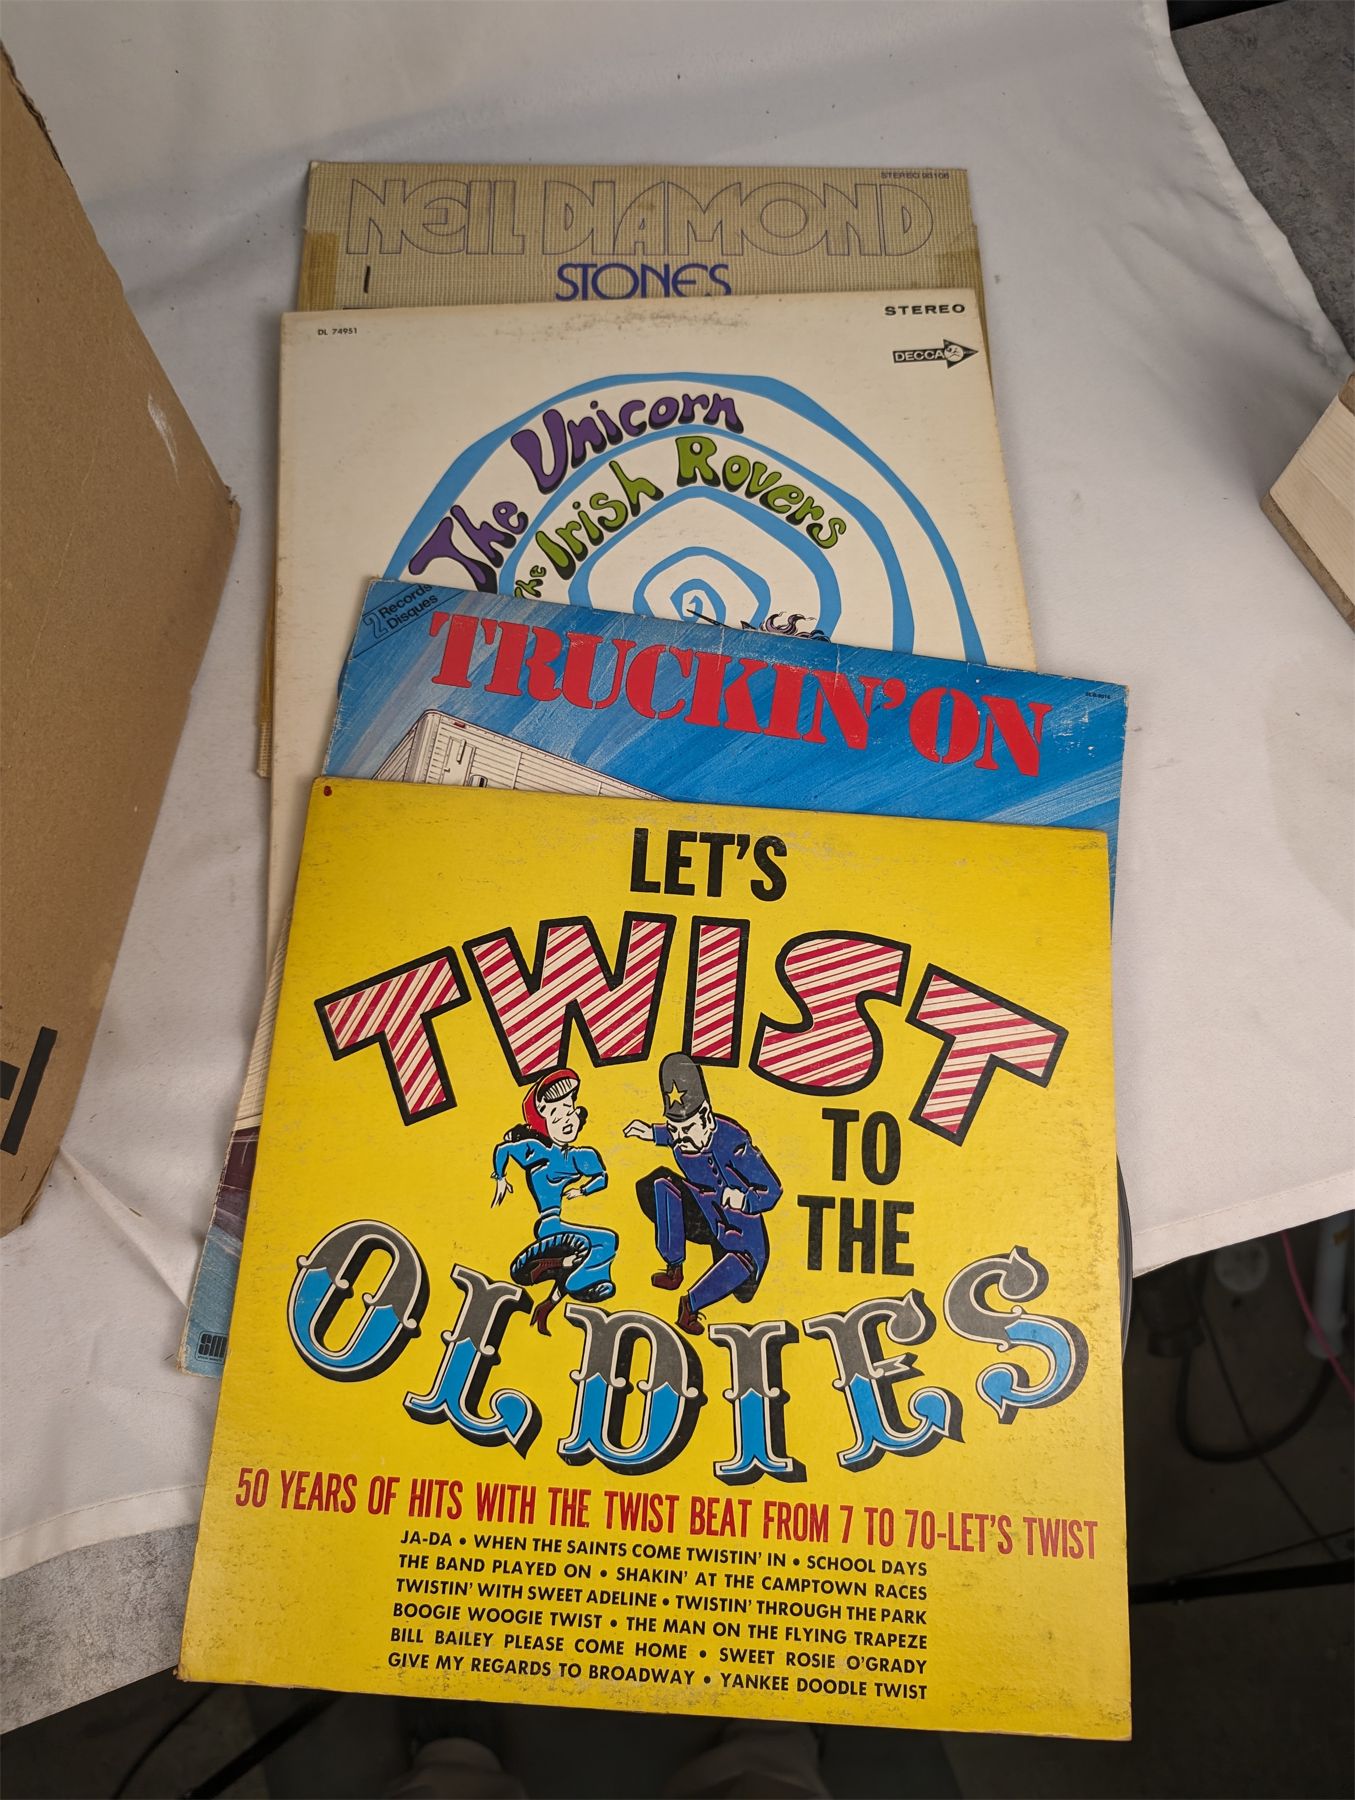 STEREO 93106
NEIL DIAMOND
STONES
DL 74951
STEREO
DECCA
The Unicorn
The Irish Rovers
2 Records
Disques
TRUCKIN' ON
LET'S
TWIST
TO
THE
OLDIES
50 YEARS OF HITS WITH THE TWIST BEAT FROM 7 TO 70-LET'S TWIST
JA-DA • WHEN THE SAINTS COME TWISTIN' IN • SCHOOL DAYS
THE BAND PLAYED ON • SHAKIN' AT THE CAMPTOWN RACES
TWISTIN' WITH SWEET ADELINE • TWISTIN' THROUGH THE PARK
BOOGIE WOOGIE TWIST • THE MAN ON THE FLYING TRAPEZE
BILL BAILEY PLEASE COME HOME • SWEET ROSIE O'GRADY
GIVE MY REGARDS TO BROADWAY • YANKEE DOODLE TWIST